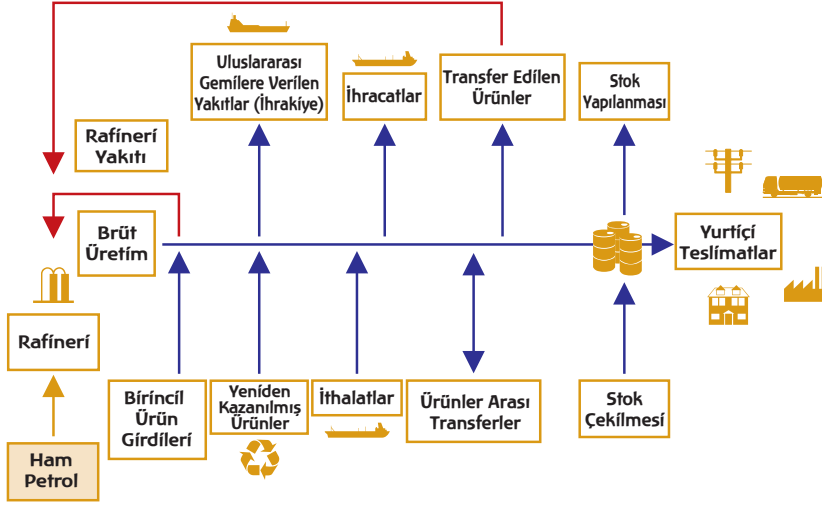 Uluslararası
Gemilere Verilen
Yakıtlar (İhrakiye)
İhracatlar
Transfer Edilen
Ürünler
Stok
Yapılanması
Rafineri
Yakıtı
Brüt
Üretim
Yurtiçi
Teslimatlar
Rafineri
Birincil
Ürün
Girdileri
Yeniden
Kazanılmış
Ürünler
İthalatlar
Ürünler Arası
Transferler
Stok
Çekilmesi
Ham
Petrol